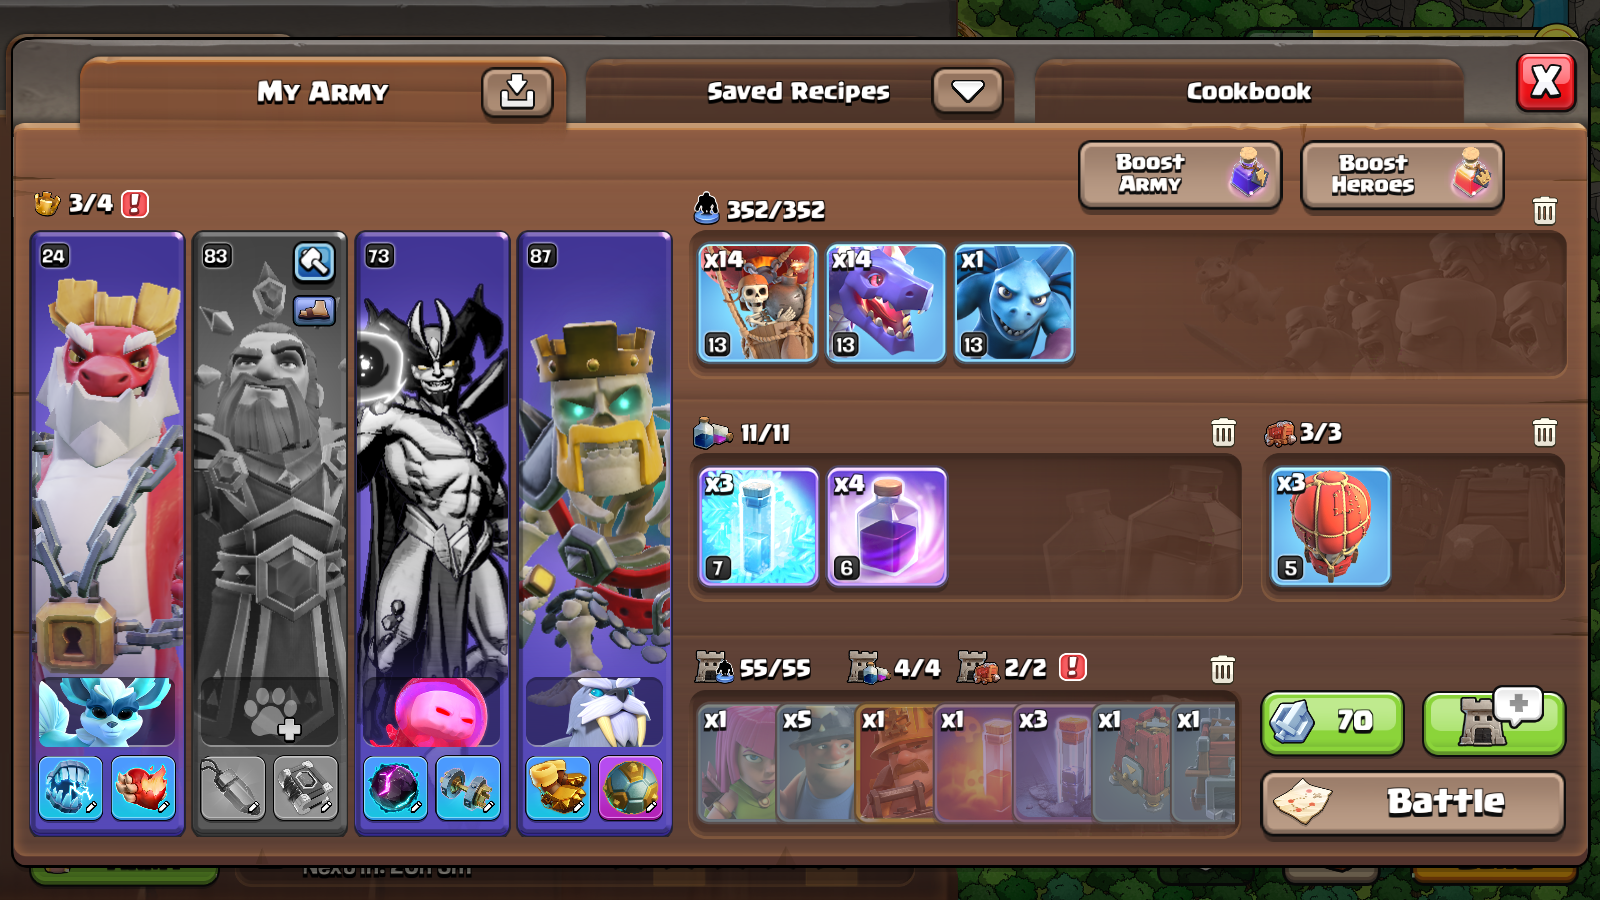 My Army
Saved Recipes
Cookbook
X
Boost
Army
Boost
Heroes
3/4
!
352/352
24
83
73
87
x14
x14
x1
13
13
13
11/11
3/3
x3
x4
x3
7
6
5
55/55
4/4
2/2
!
x1
x5
x1
x1
x3
x1
x1
70
Battle